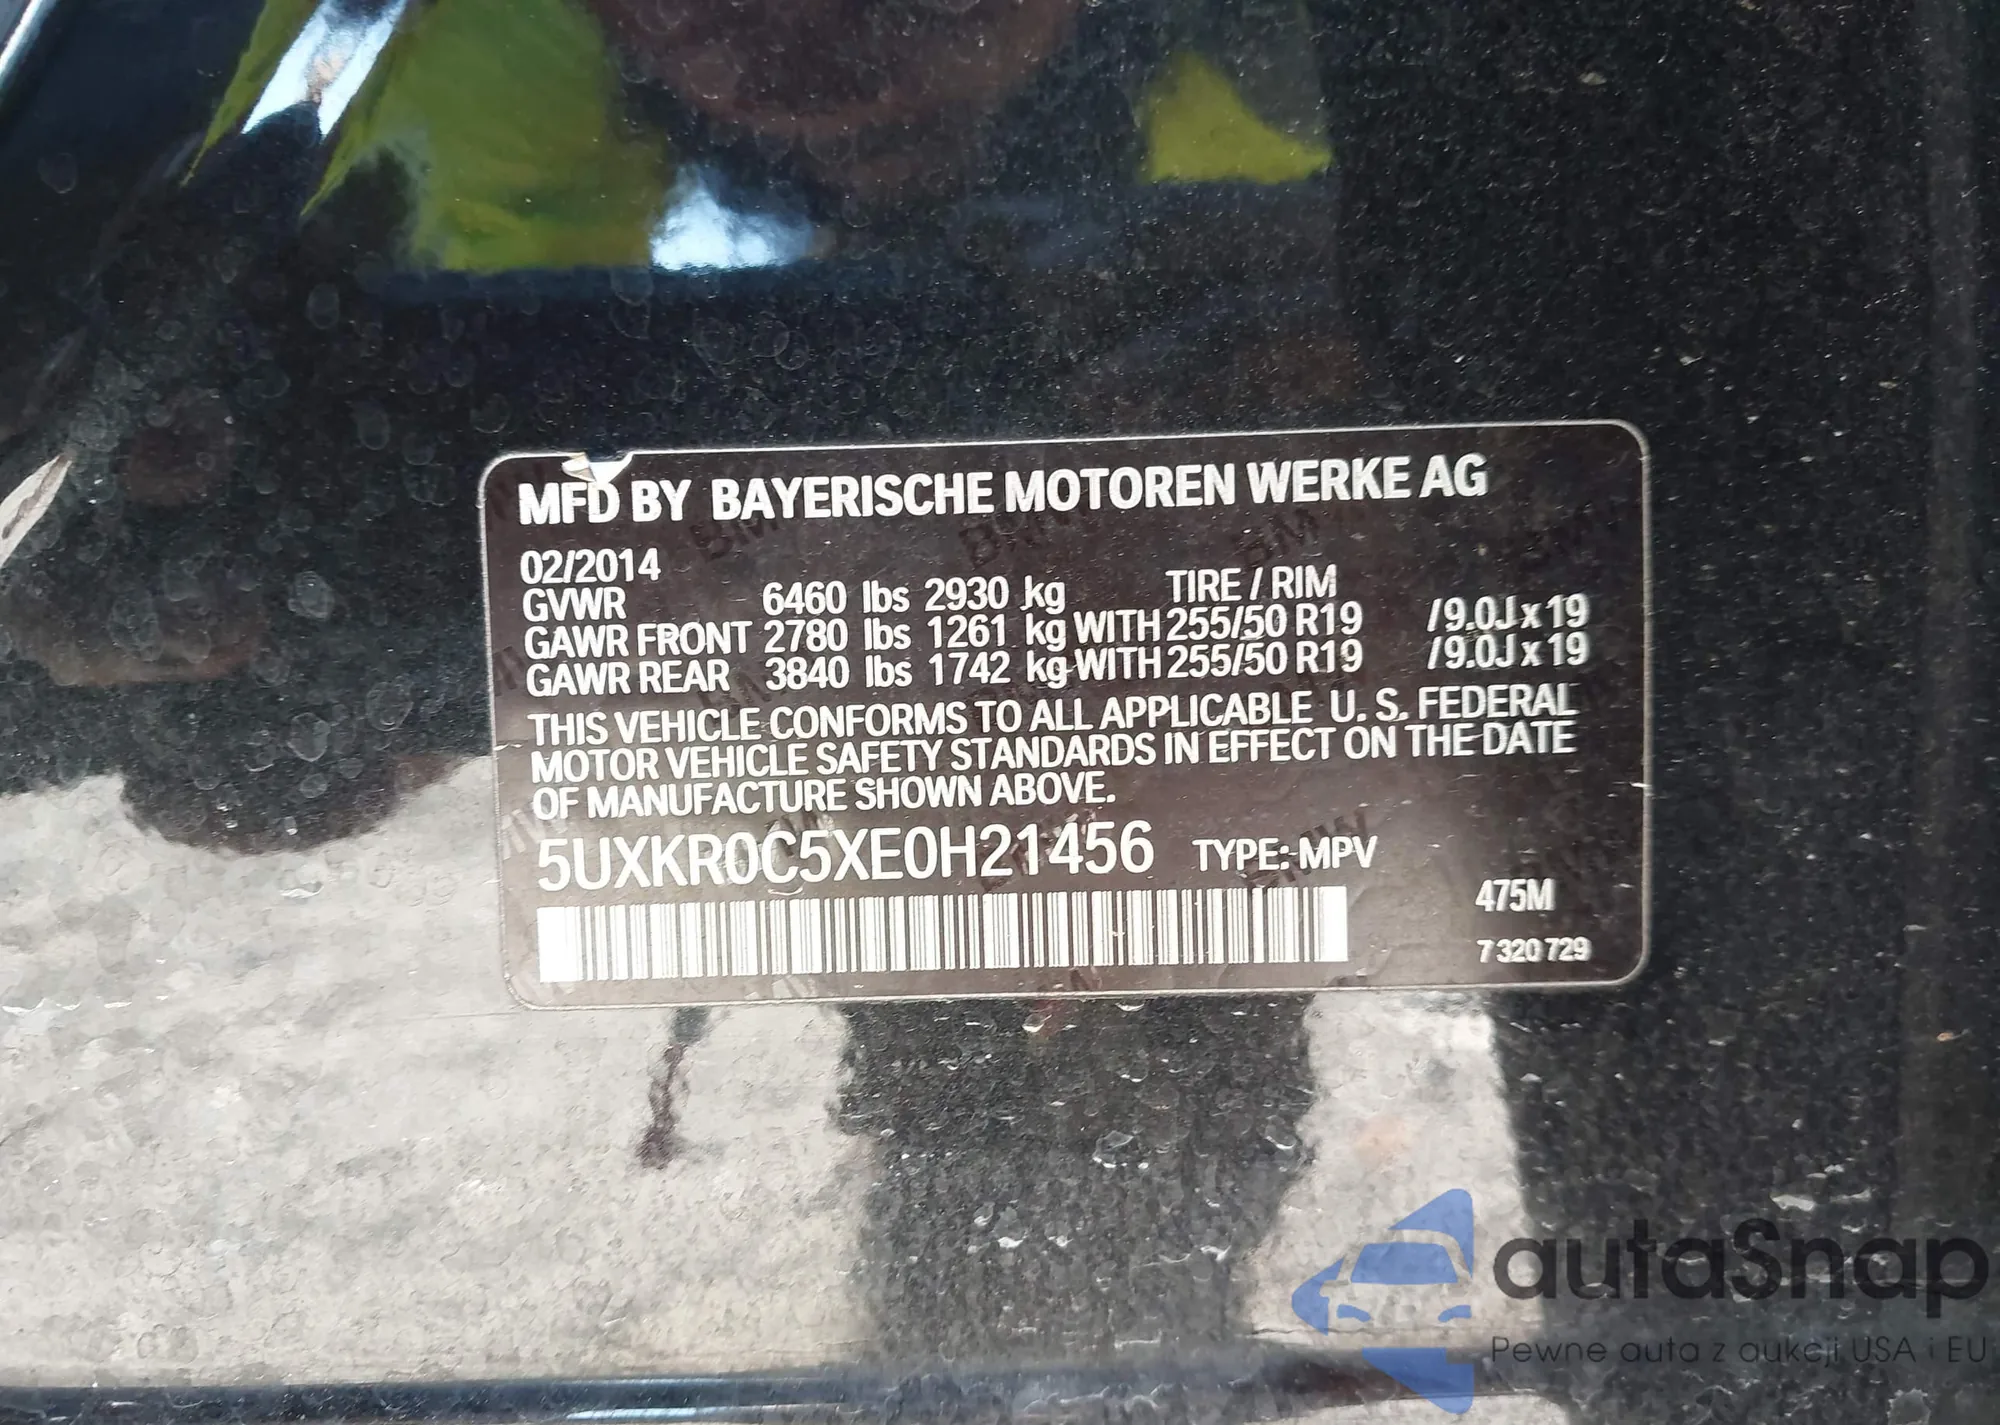 MFD BY BAYERISCHE MOTOREN WERKE AG
02/2014
GVWR 6460 lbs 2930 kg TIRE / RIM
GAWR FRONT 2780 lbs 1261 kg WITH 255/50 R19 /9.0J x 19
GAWR REAR 3840 lbs 1742 kg WITH 255/50 R19 /9.0J x 19
THIS VEHICLE CONFORMS TO ALL APPLICABLE U. S. FEDERAL
MOTOR VEHICLE SAFETY STANDARDS IN EFFECT ON THE DATE
OF MANUFACTURE SHOWN ABOVE.
5UXKR0C5XE0H21456 TYPE: MPV
475M
7 320 729
autaSnap
Pewne auta z aukcji USA i EU